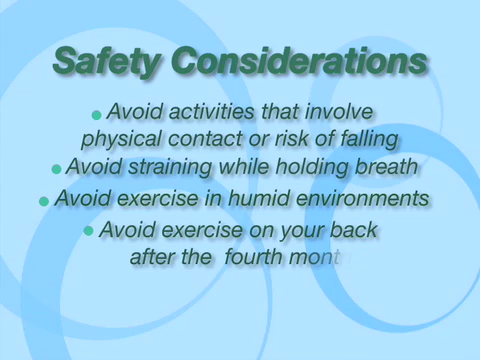 Safety Considerations
Avoid activities that involve
physical contact or risk of falling
Avoid straining while holding breath
Avoid exercise in humid environments
Avoid exercise on your back
after the fourth mont